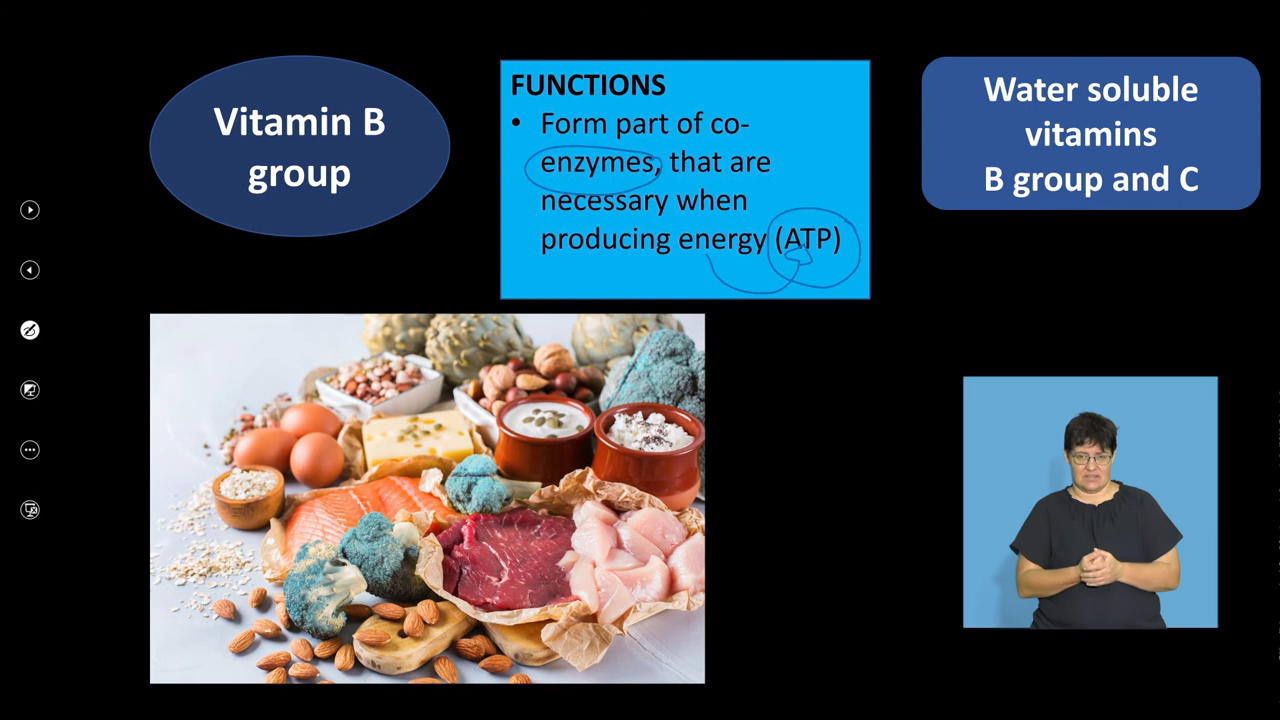 Vitamin B
group
FUNCTIONS
• Form part of co-
enzymes, that are
necessary when
producing energy (ATP)
Water soluble
vitamins
B group and C